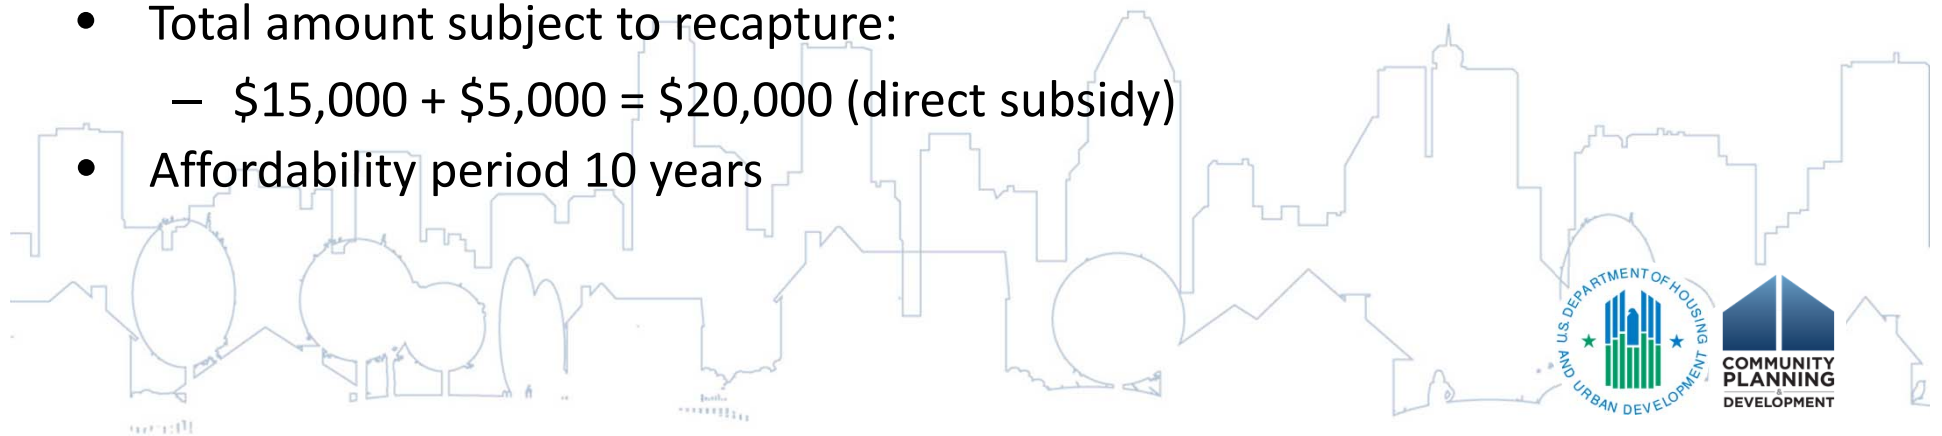 • Total amount subject to recapture:
– $15,000 + $5,000 = $20,000 (direct subsidy)
• Affordability period 10 years
U.S. DEPARTMENT OF HOUSING AND URBAN DEVELOPMENT
COMMUNITY
PLANNING
&
DEVELOPMENT